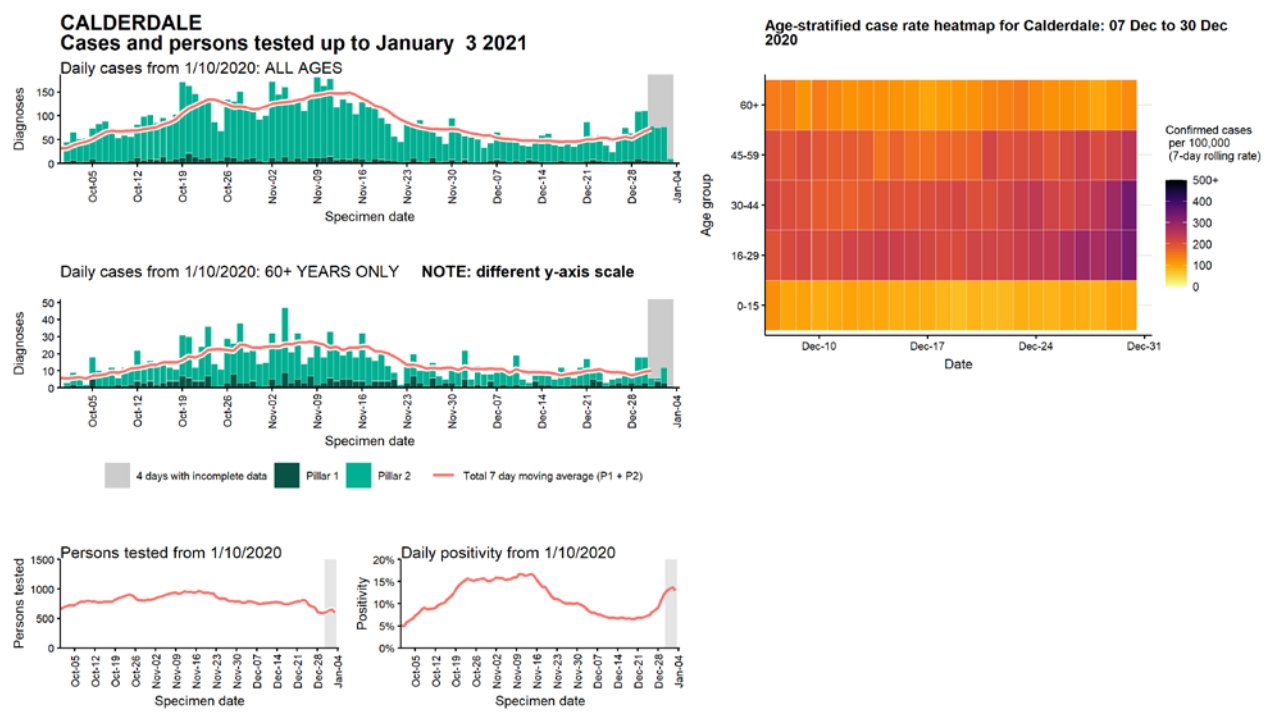 CALDERDALE
Cases and persons tested up to January 3 2021
Daily cases from 1/10/2020: ALL AGES
Diagnoses
150
100
50
0
Oct-05
Oct-12
Oct-19
Oct-26
Nov-02
Nov-09
Nov-16
Nov-23
Nov-30
Dec-07
Dec-14
Dec-21
Dec-28
Jan-04
Specimen date
Daily cases from 1/10/2020: 60+ YEARS ONLY NOTE: different y-axis scale
Diagnoses
50
40
30
20
10
0
Oct-05
Oct-12
Oct-19
Oct-26
Nov-02
Nov-09
Nov-16
Nov-23
Nov-30
Dec-07
Dec-14
Dec-21
Dec-28
Jan-04
Specimen date
4 days with incomplete data
Pillar 1
Pillar 2
Total 7 day moving average (P1 + P2)
Persons tested from 1/10/2020
Persons tested
1500
1000
500
0
Oct-05
Oct-12
Oct-19
Oct-26
Nov-02
Nov-09
Nov-16
Nov-23
Nov-30
Dec-07
Dec-14
Dec-21
Dec-28
Jan-04
Specimen date
Daily positivity from 1/10/2020
Positivity
20%
15%
10%
5%
0%
Oct-05
Oct-12
Oct-19
Oct-26
Nov-02
Nov-09
Nov-16
Nov-23
Nov-30
Dec-07
Dec-14
Dec-21
Dec-28
Jan-04
Specimen date
Age-stratified case rate heatmap for Calderdale: 07 Dec to 30 Dec
2020
Age group
60+
45-59
30-44
16-29
0-15
Dec-10
Dec-17
Dec-24
Dec-31
Date
Confirmed cases
per 100,000
(7-day rolling rate)
500+
400
300
200
100
0